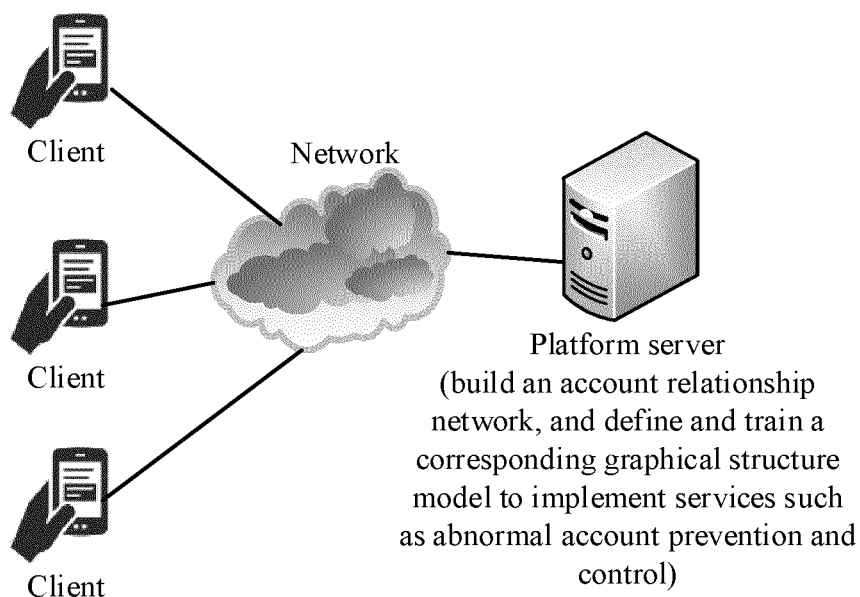 Client
Network
Client
Platform server
(build an account relationship
network, and define and train a
corresponding graphical structure
model to implement services such
as abnormal account prevention and
control)
Client